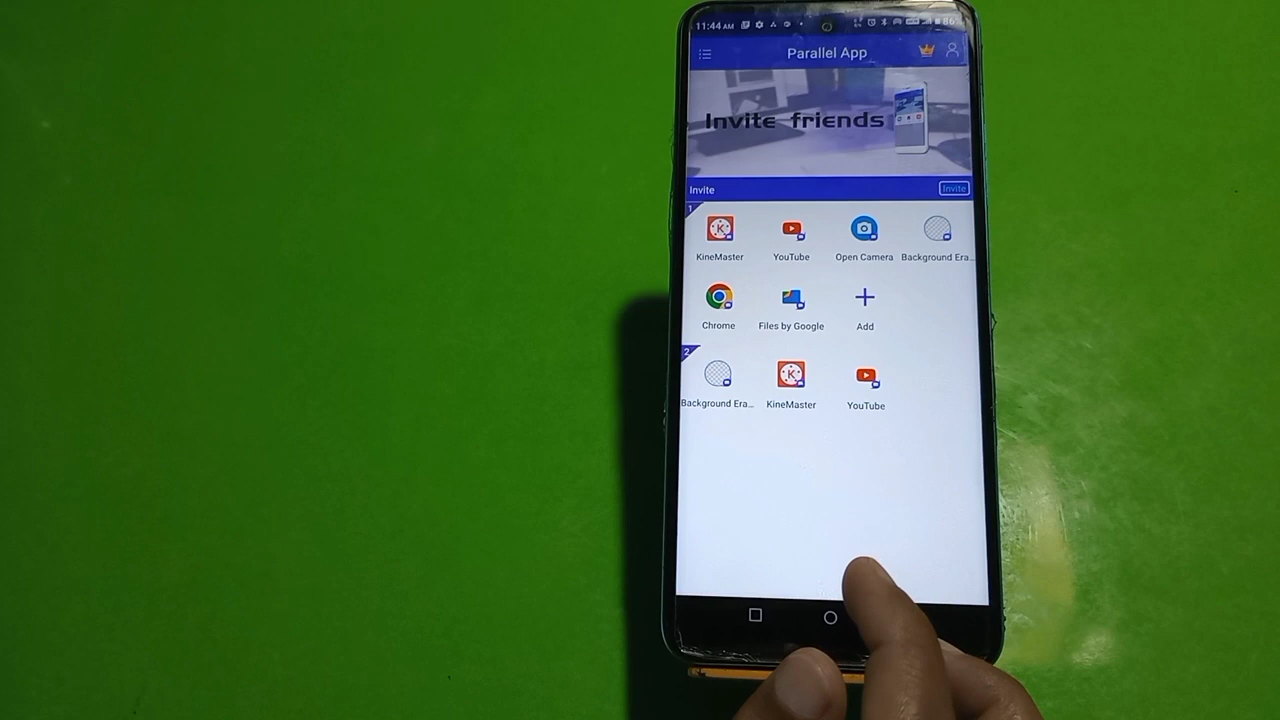 11:44 AM
86
Parallel App
Invite friends
Invite
Invite
1
KineMaster
YouTube
Open Camera
Background Era...
Chrome
Files by Google
Add
2
Background Era...
KineMaster
YouTube